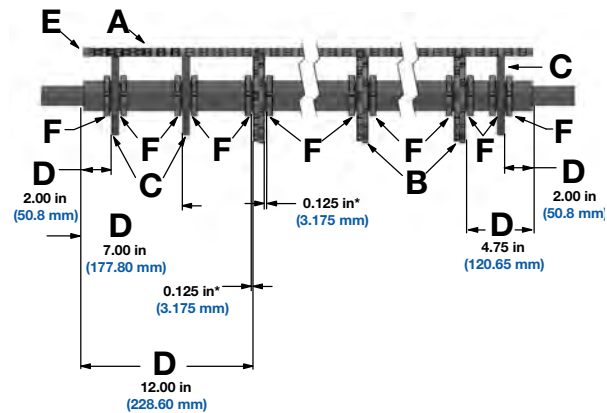 E A
C
F F F F F F F F
D
2.00 in
(50.8 mm)
C
B
D
2.00 in
(50.8 mm)
D
7.00 in
(177.80 mm)
0.125 in*
(3.175 mm)
D
4.75 in
(120.65 mm)
0.125 in*
(3.175 mm)
D
12.00 in
(228.60 mm)